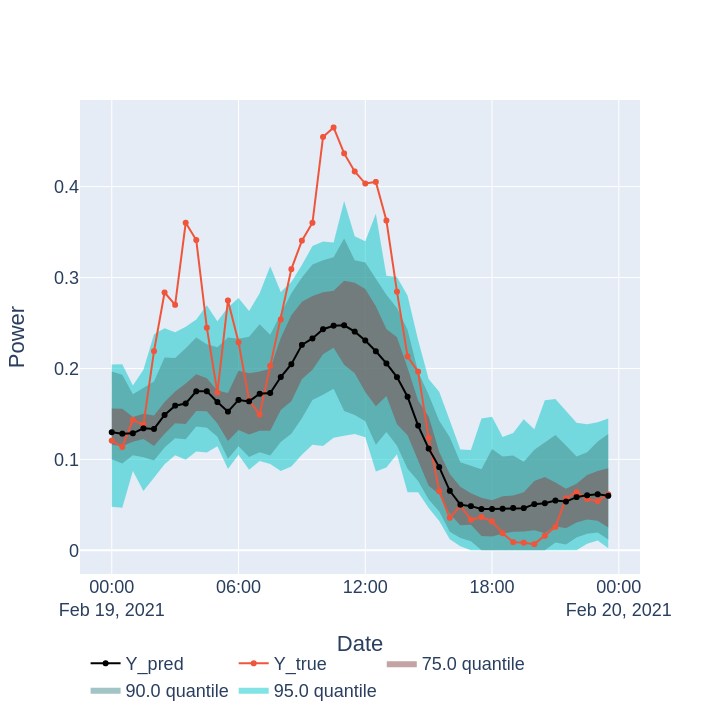 0.4
0.3
0.2
0.1
0
Power
00:00 06:00 12:00 18:00 00:00
Feb 19, 2021 Feb 20, 2021
Date
Y_pred Y_true 75.0 quantile
90.0 quantile 95.0 quantile